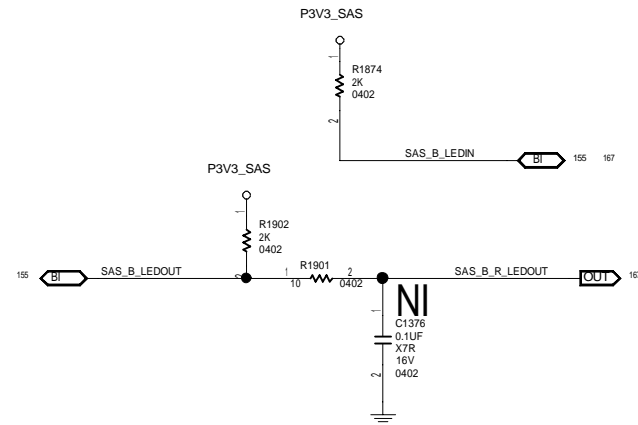 P3V3_SAS
1
R1874
2K
0402
2
SAS_B_LEDIN
BI
155 167
P3V3_SAS
1
R1902
2K
0402
2
155
BI
SAS_B_LEDOUT
1
R1901
2
10
0402
SAS_B_R_LEDOUT
OUT
NI
1
C1376
0.1UF
X7R
16V
0402
2